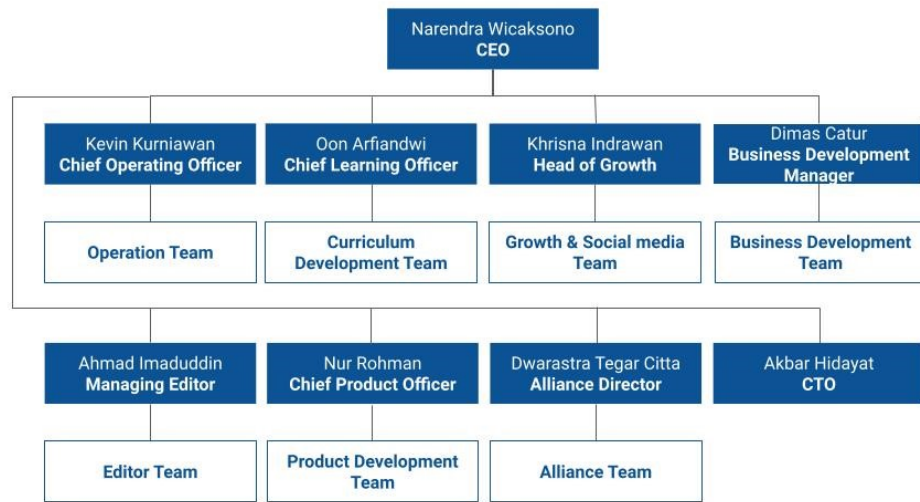 Narendra Wicaksono
CEO
Kevin Kurniawan
Chief Operating Officer
Oon Arfiandwi
Chief Learning Officer
Khrisna Indrawan
Head of Growth
Dimas Catur
Business Development
Manager
Operation Team
Curriculum
Development Team
Growth & Social media
Team
Business Development
Team
Ahmad Imaduddin
Managing Editor
Nur Rohman
Chief Product Officer
Dwarastra Tegar Citta
Alliance Director
Akbar Hidayat
CTO
Editor Team
Product Development
Team
Alliance Team